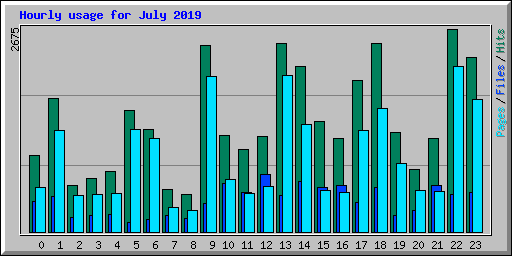 Hourly usage for July 2019
2675
Pages / Files / Hits
0 1 2 3 4 5 6 7 8 9 10 11 12 13 14 15 16 17 18 19 20 21 22 23